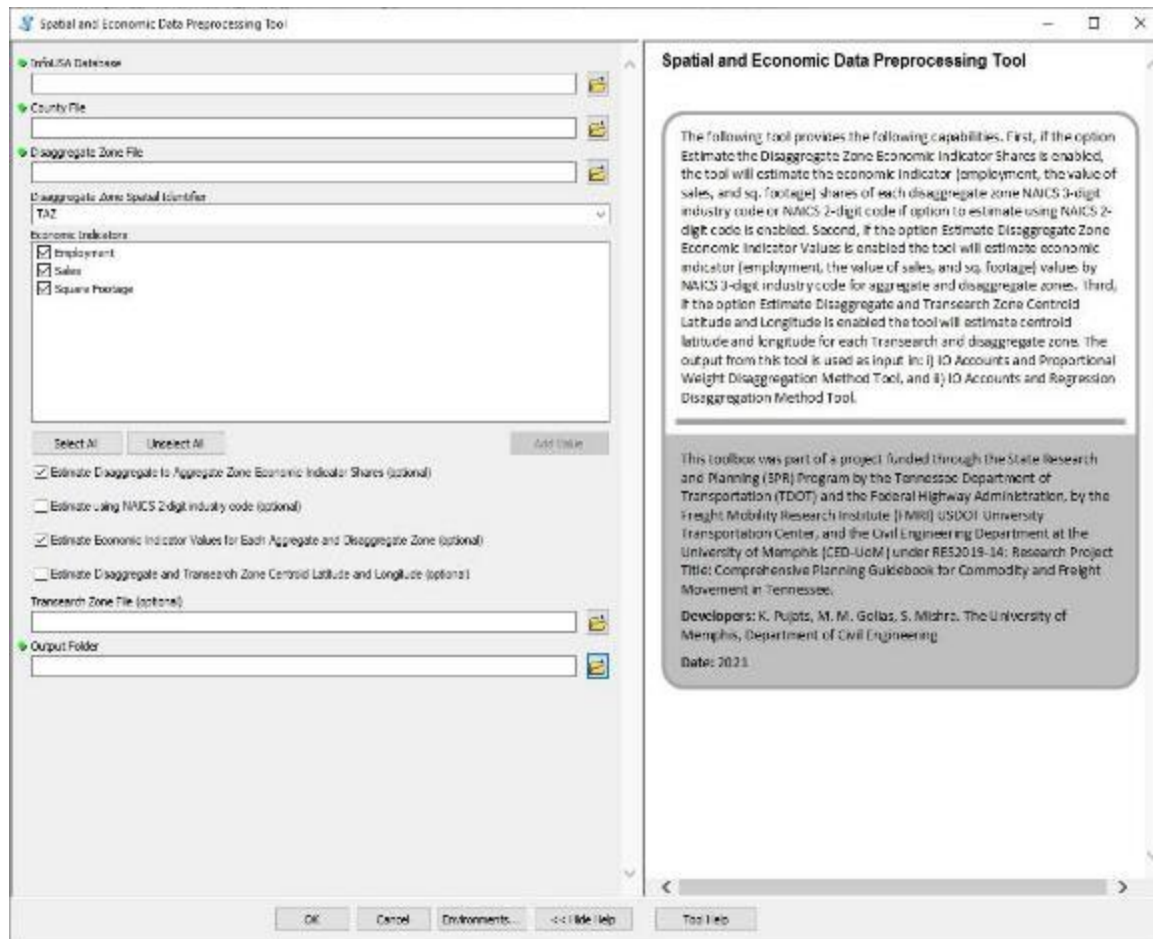 Spatial and Economic Data Preprocessing Tool
InfoUSA Database
County File
Disaggregate Zone File
Disaggregate Zone Spatial Identifier
TAZ
Economic Indicators
Employment
Sales
Square Footage
Select All
Unselect All
Add Value
Estimate Disaggregate to Aggregate Zone Economic Indicator Shares (optional)
Estimate using NAICS 2-digit industry code (optional)
Estimate Economic Indicator Values for Each Aggregate and Disaggregate Zone (optional)
Estimate Disaggregate and Transearch Zone Centroid Latitude and Longitude (optional)
Transearch Zone File (optional)
Output Folder
Spatial and Economic Data Preprocessing Tool
The following tool provides the following capabilities. First, if the option
Estimate the Disaggregate Zone Economic Indicator Shares is enabled,
the tool will estimate the economic indicator (employment, the value of
sales, and sq. footage) shares of each disaggregate zone NAICS 3-digit
industry code or NAICS 2-digit code if option to estimate using NAICS 2-
digit code is enabled. Second, if the option Estimate Disaggregate Zone
Economic Indicator Values is enabled the tool will estimate economic
indicator (employment, the value of sales, and sq. footage) values by
NAICS 3-digit industry code for aggregate and disaggregate zones. Third,
if the option Estimate Disaggregate and Transearch Zone Centroid
Latitude and Longitude is enabled the tool will estimate centroid
latitude and longitude for each Transearch and disaggregate zone. The
output from this tool is used as input in: i) IO Accounts and Proportional
Weight Disaggregation Method Tool, and ii) IO Accounts and Regression
Disaggregation Method Tool.
This toolbox was part of a project funded through the State Research
and Planning (SPR) Program by the Tennessee Department of
Transportation (TDOT) and the Federal Highway Administration, by the
Freight Mobility Research Institute (FMRI) USDOT University
Transportation Center, and the Civil Engineering Department at the
University of Memphis (CED-UoM) under RES2019-14: Research Project
Title: Comprehensive Planning Guidebook for Commodity and Freight
Movement in Tennessee.
Developers: K. Pujats, M. M. Golias, S. Mishra. The University of
Memphis, Department of Civil Engineering
Date: 2021
OK
Cancel
Environments...
<< Hide Help
Tool Help